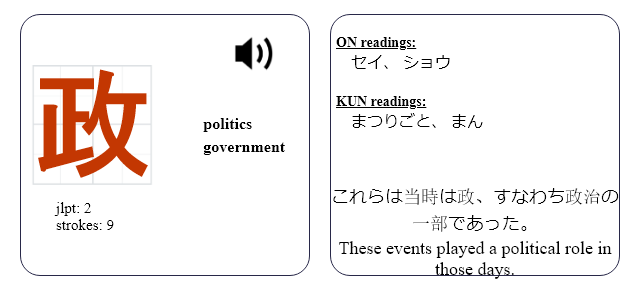 政
politics
government
jlpt: 2
strokes: 9
ON readings:
セイ、 ショウ
KUN readings:
まつりごと、 まん
これらは当時は政、すなわち政治の
一部であった。
These events played a political role in
those days.